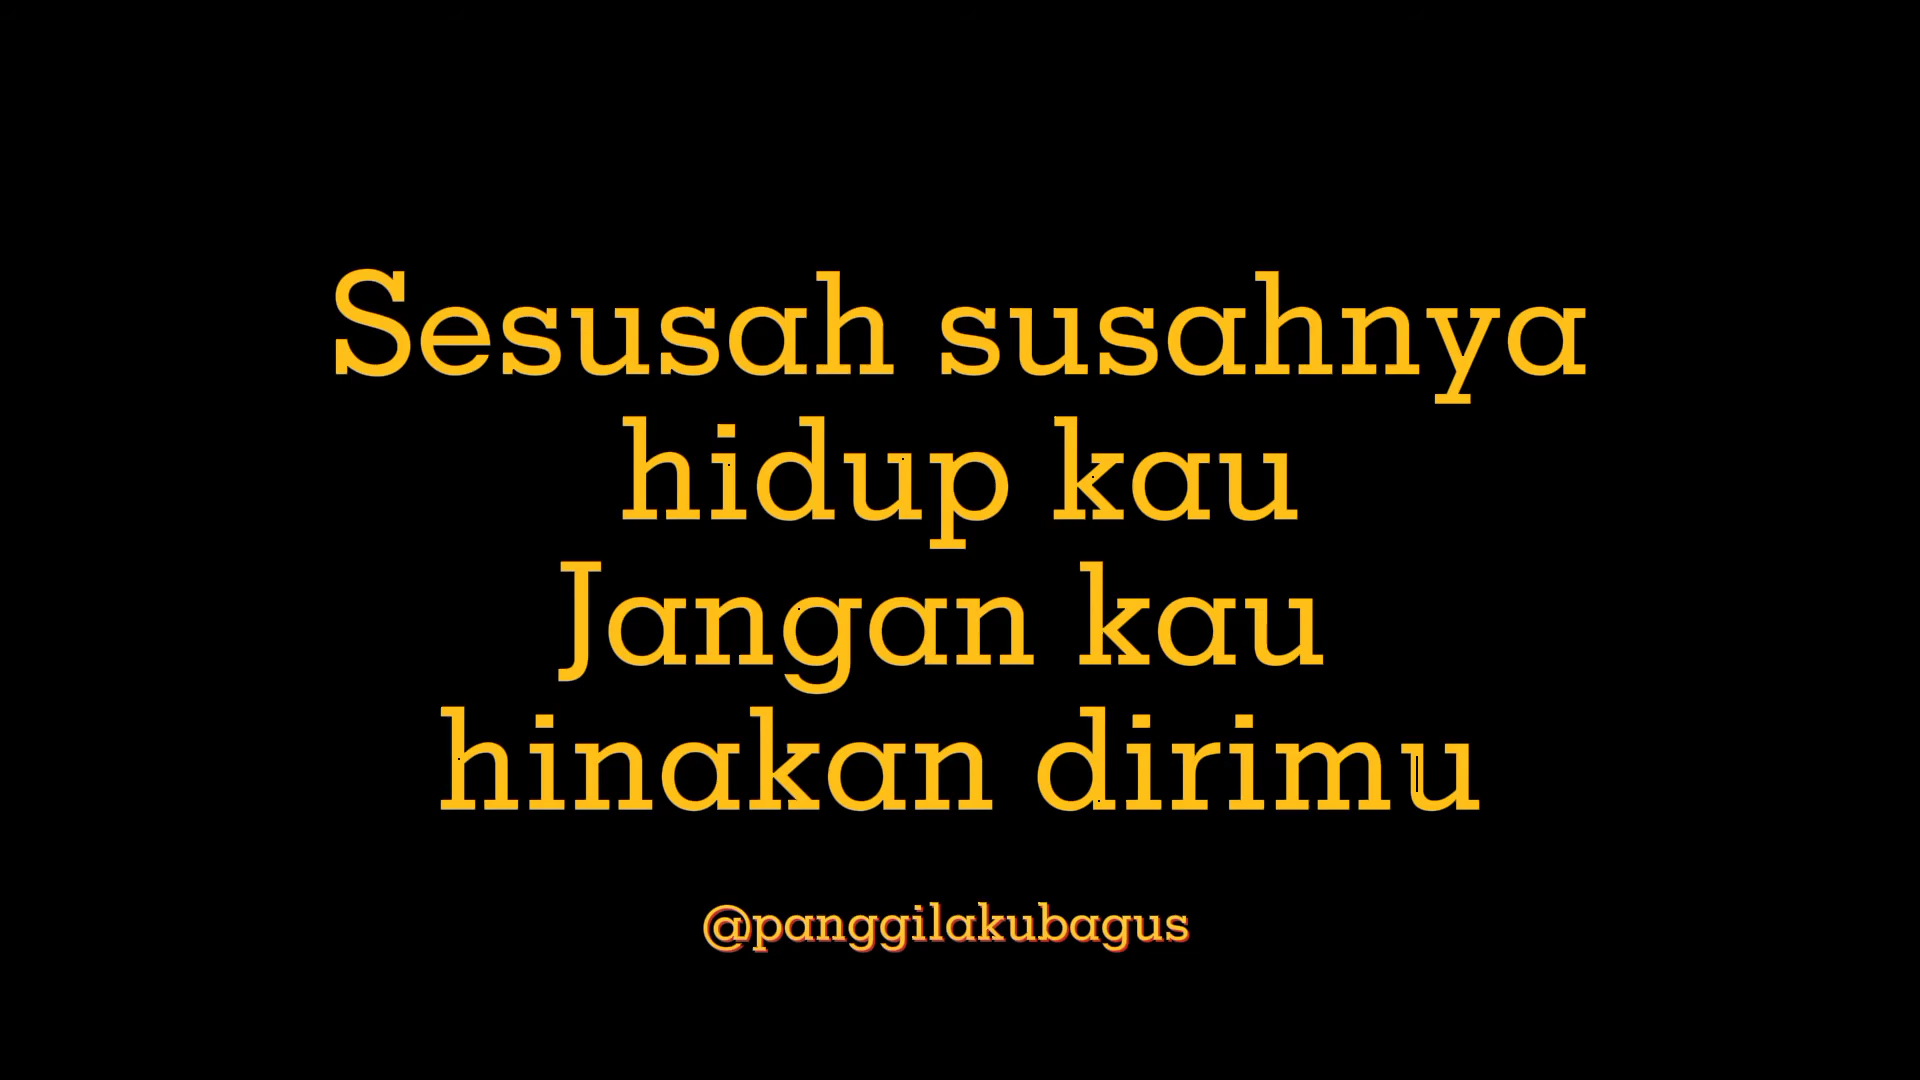 Sesusah susahnya
hidup kau
Jangan kau
hinakan dirimu
@panggilakubagus